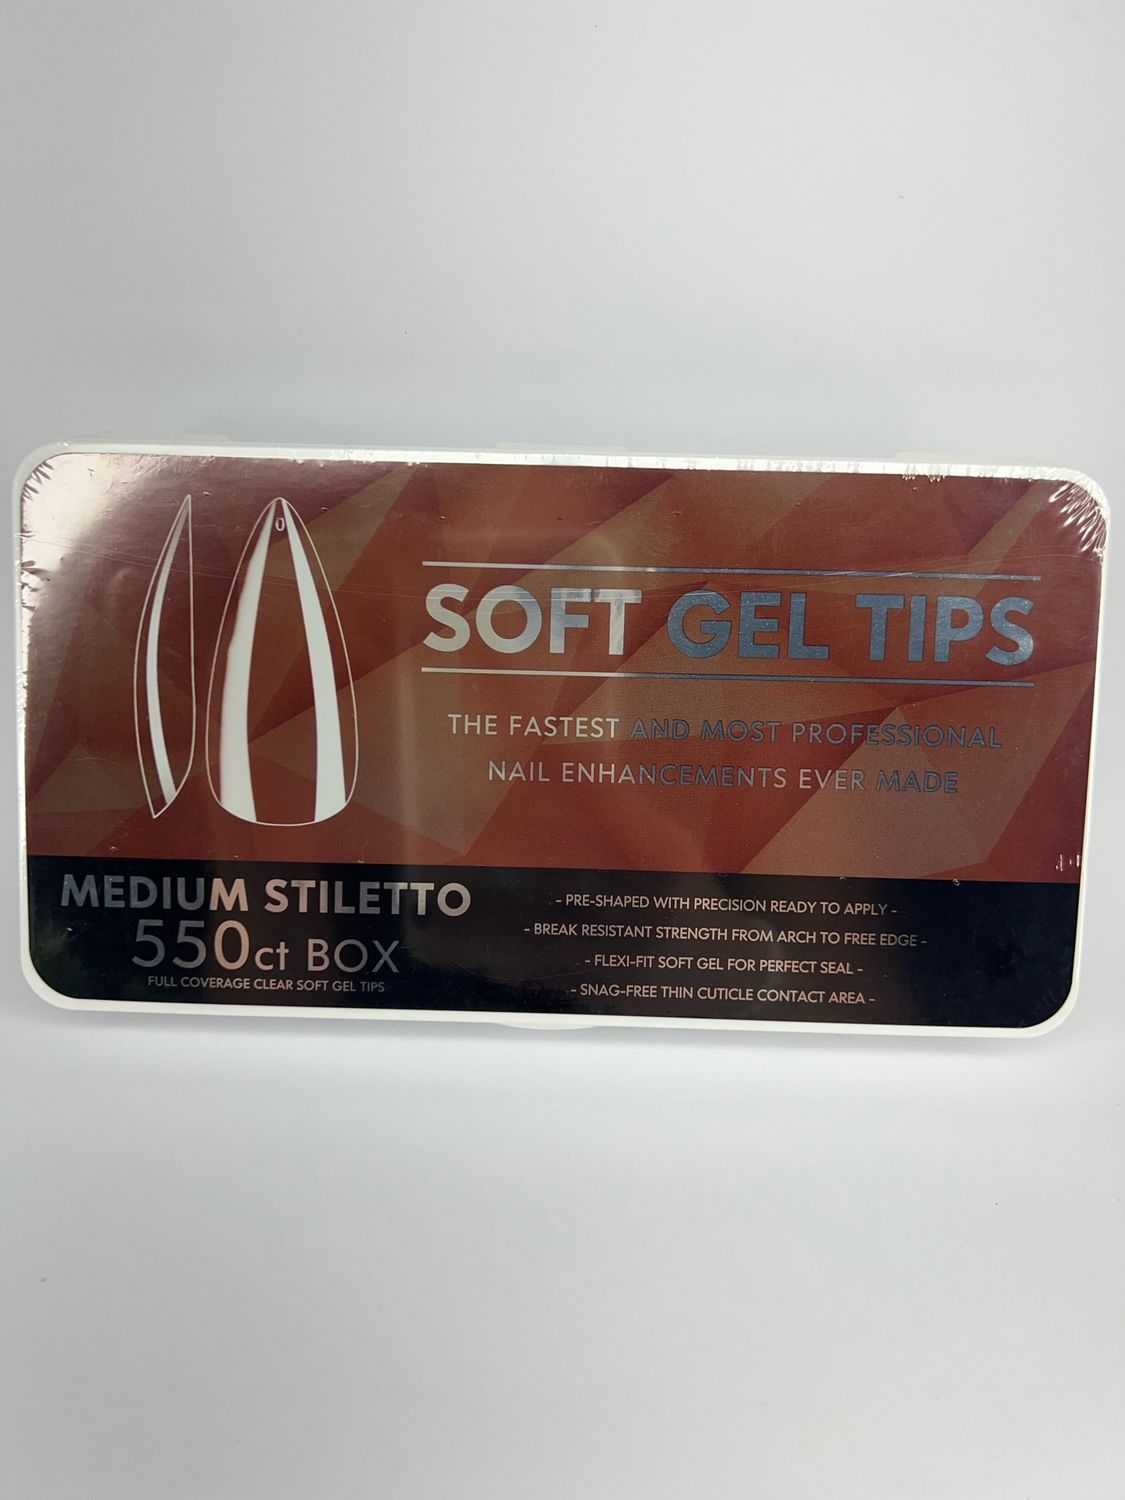 0
SOFT GEL TIPS
THE FASTEST AND MOST PROFESSIONAL
NAIL ENHANCEMENTS EVER MADE
MEDIUM STILETTO
550ct BOX
FULL COVERAGE CLEAR SOFT GEL TIPS
- PRE-SHAPED WITH PRECISION READY TO APPLY -
- BREAK RESISTANT STRENGTH FROM ARCH TO FREE EDGE -
- FLEXI-FIT SOFT GEL FOR PERFECT SEAL -
- SNAG-FREE THIN CUTICLE CONTACT AREA -